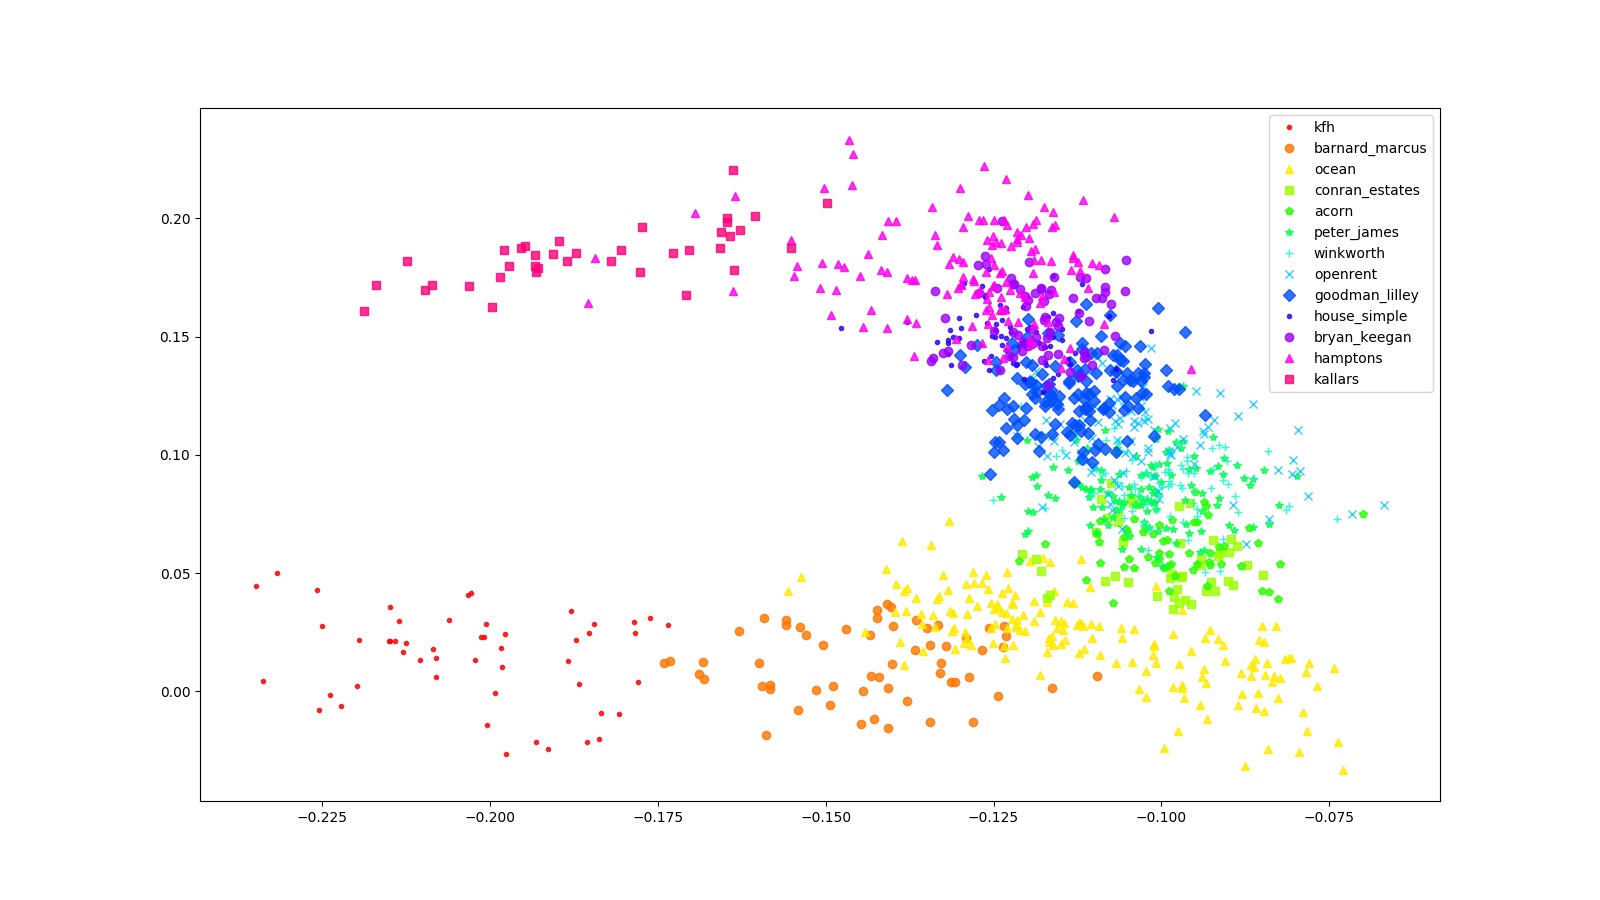 kfh
barnard_marcus
ocean
conran_estates
acorn
peter_james
winkworth
openrent
goodman_lilley
house_simple
bryan_keegan
hamptons
kallars
0.20
0.15
0.10
0.05
0.00
−0.225 −0.200 −0.175 −0.150 −0.125 −0.100 −0.075